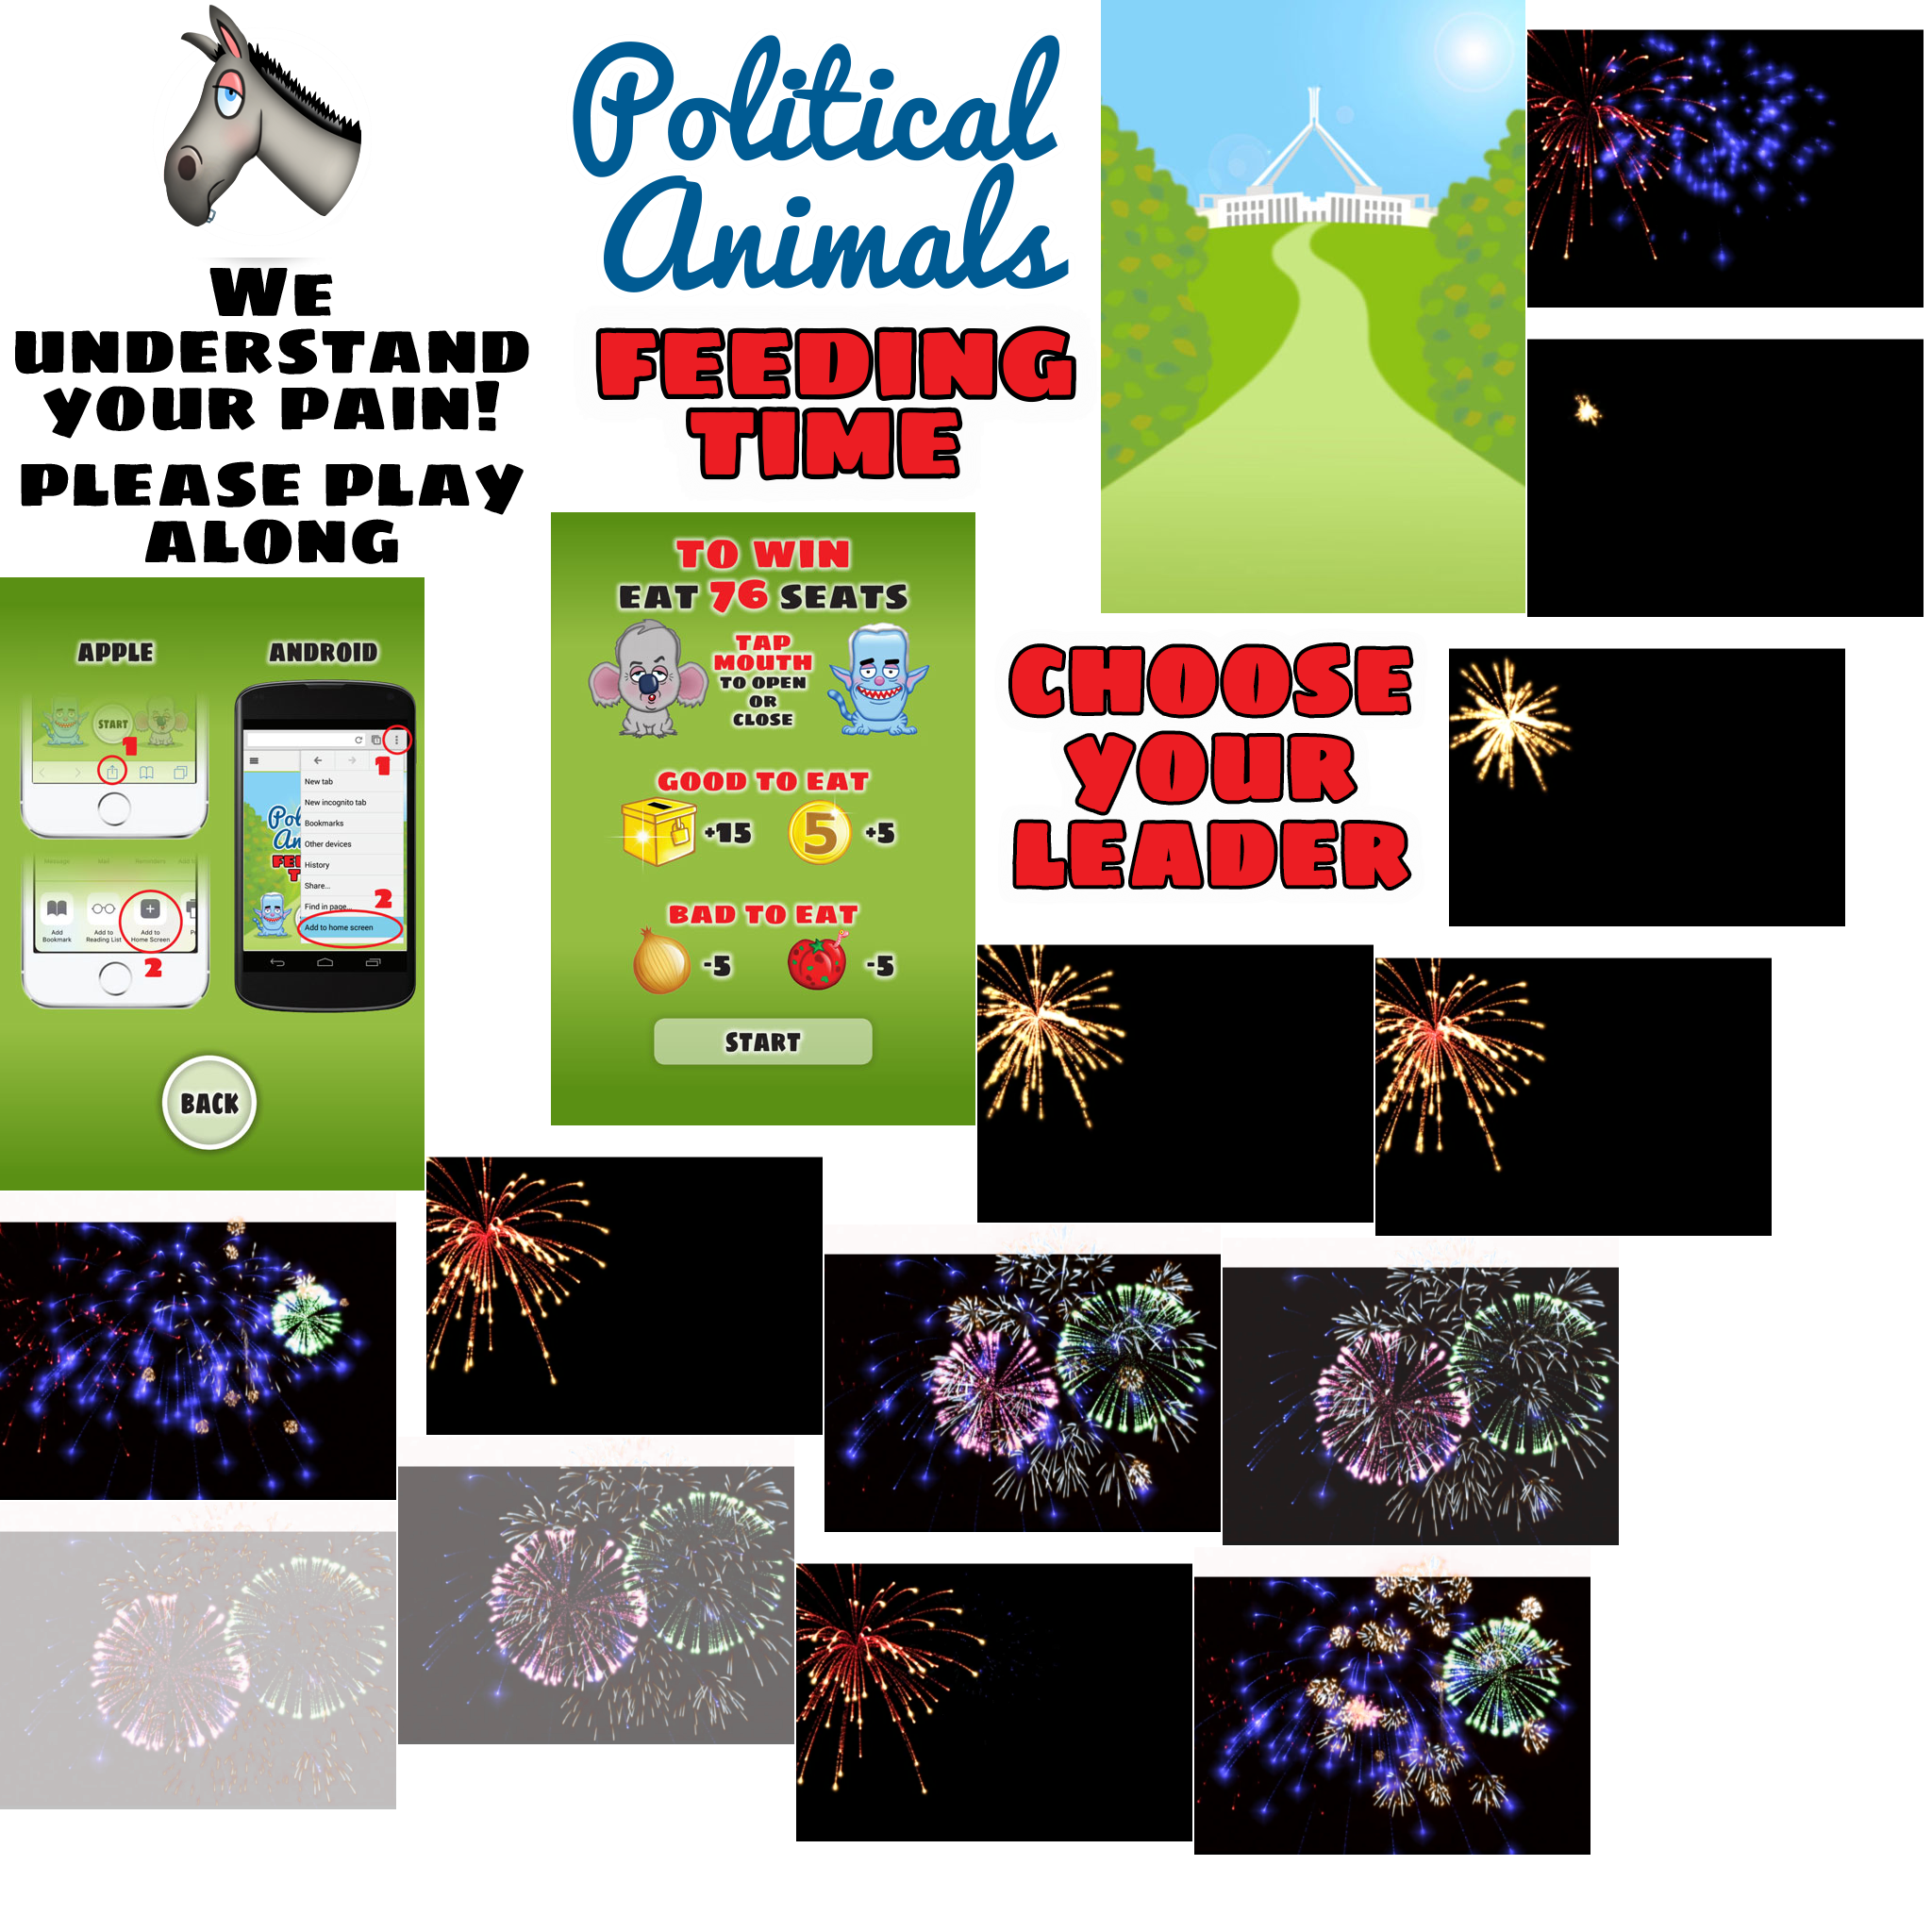 We
understand
your pain!
Please play
along
Political
Animals
FEEDING
TIME
APPLE
ANDROID
START
1
Message
Mail
Reminders
Add
Bookmark
Add to
Reading List
Add to
Home Screen
2
1
New tab
New incognito tab
Bookmarks
Other devices
History
Share...
Find in page...
2
Add to home screen
BACK
TO WIN
EAT 76 SEATS
TAP
MOUTH
TO OPEN
OR
CLOSE
GOOD TO EAT
+15
5
+5
BAD TO EAT
-5
-5
START
CHOOSE
YOUR
LEADER